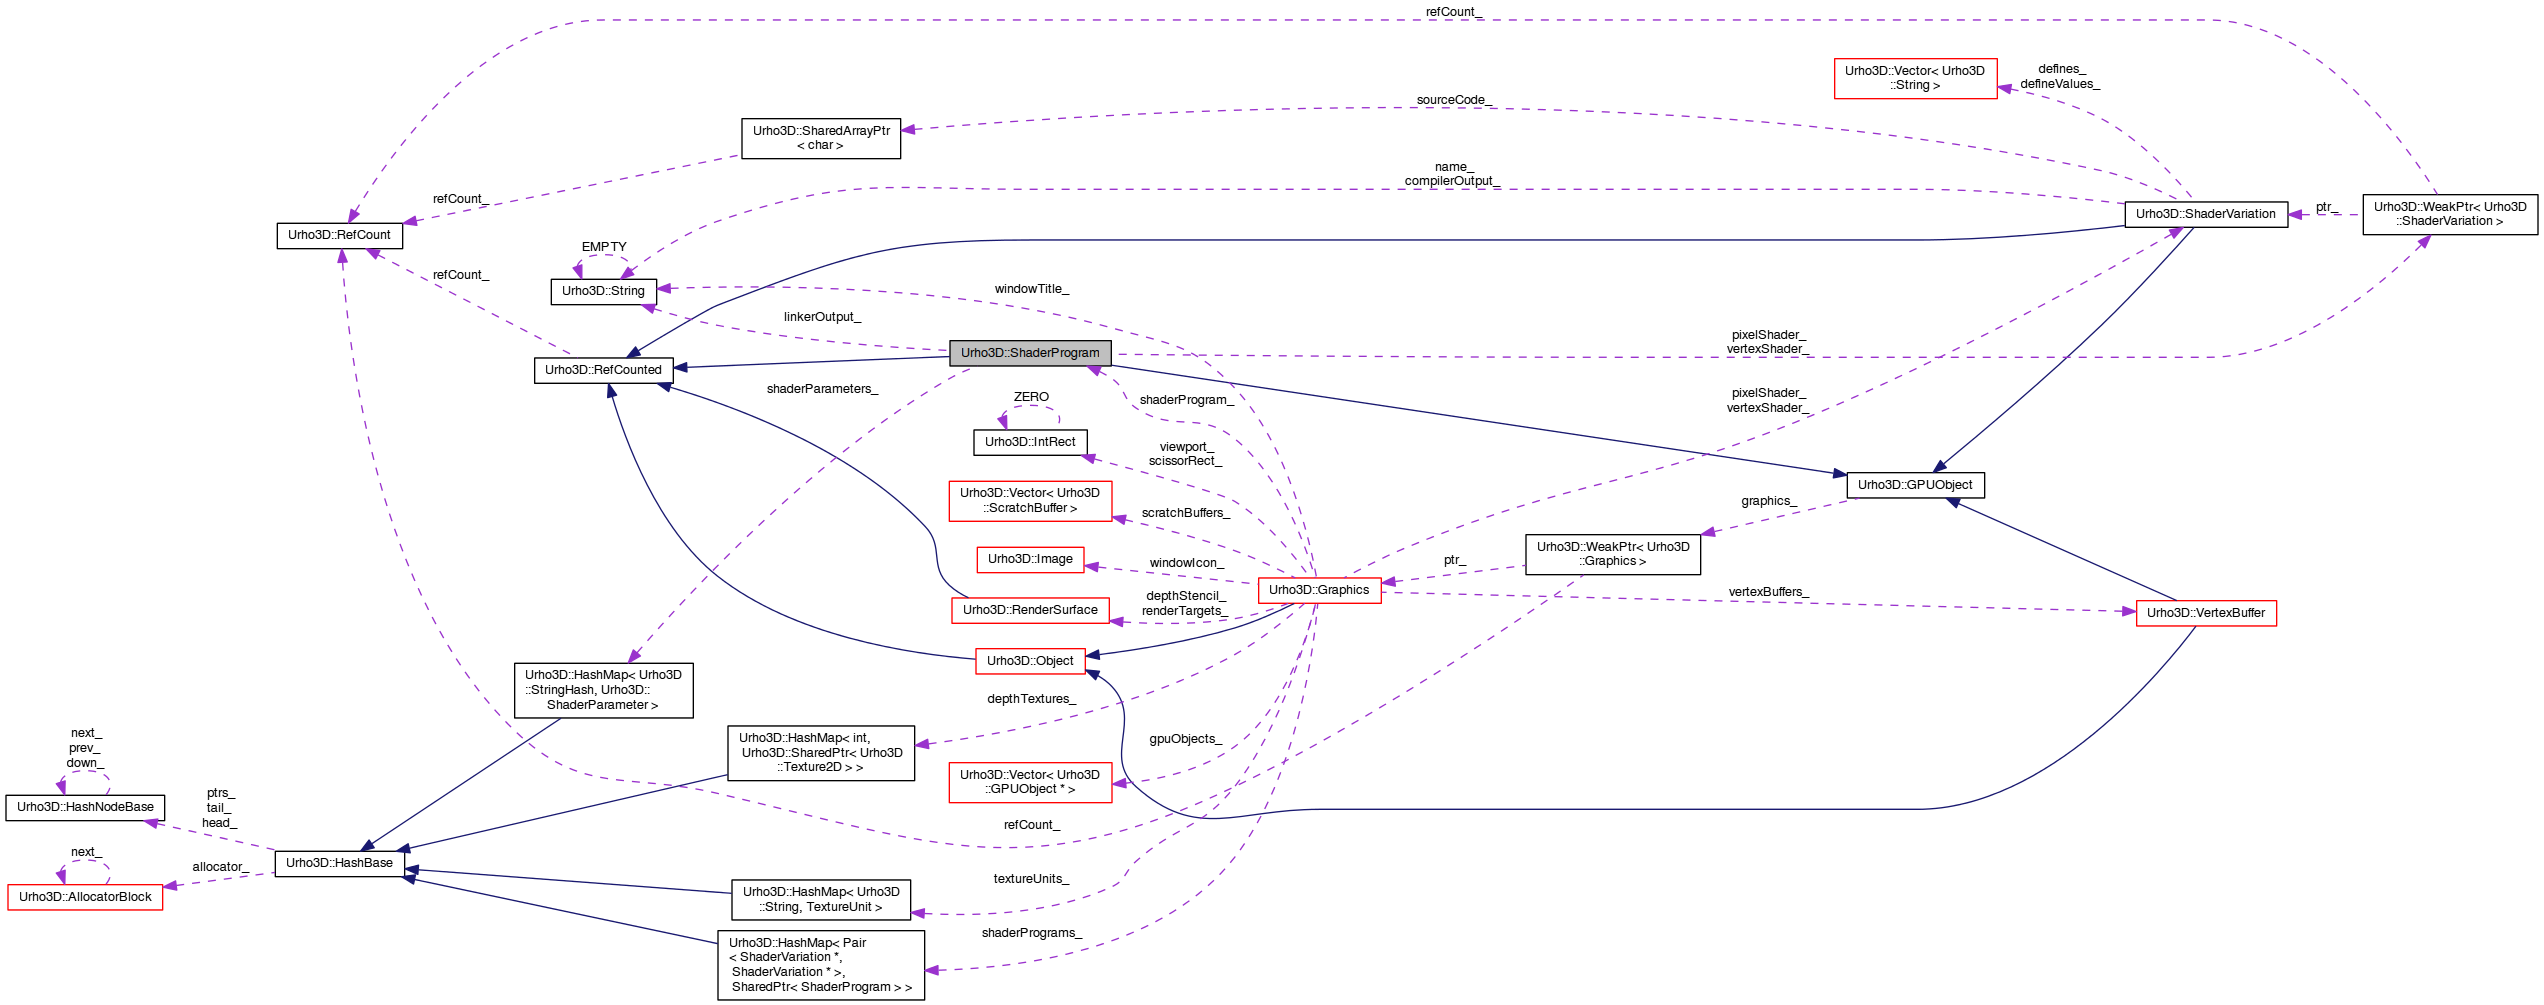 refCount_
Urho3D::Vector< Urho3D
::String >
defines_
defineValues_
sourceCode_
Urho3D::SharedArrayPtr
< char >
name_
compilerOutput_
refCount_
Urho3D::RefCount
Urho3D::ShaderVariation
ptr_
Urho3D::WeakPtr< Urho3D
::ShaderVariation >
EMPTY
refCount_
Urho3D::String
windowTitle_
linkerOutput_
Urho3D::ShaderProgram
pixelShader_
vertexShader_
Urho3D::RefCounted
shaderParameters_
ZERO
shaderProgram_
pixelShader_
vertexShader_
Urho3D::IntRect
viewport_
scissorRect_
Urho3D::GPUObject
Urho3D::Vector< Urho3D
::ScratchBuffer >
scratchBuffers_
graphics_
Urho3D::Image
windowIcon_
ptr_
Urho3D::WeakPtr< Urho3D
::Graphics >
Urho3D::Graphics
vertexBuffers_
Urho3D::RenderSurface
depthStencil_
renderTargets_
Urho3D::VertexBuffer
Urho3D::Object
Urho3D::HashMap< Urho3D
::StringHash, Urho3D::
ShaderParameter >
depthTextures_
Urho3D::HashMap< int,
Urho3D::SharedPtr< Urho3D
::Texture2D > >
gpuObjects_
next_
prev_
down_
Urho3D::Vector< Urho3D
::GPUObject * >
Urho3D::HashNodeBase
ptrs_
tail_
head_
refCount_
next_
allocator_
Urho3D::HashBase
Urho3D::AllocatorBlock
textureUnits_
Urho3D::HashMap< Urho3D
::String, TextureUnit >
shaderPrograms_
Urho3D::HashMap< Pair
< ShaderVariation *,
ShaderVariation * >,
SharedPtr< ShaderProgram > >